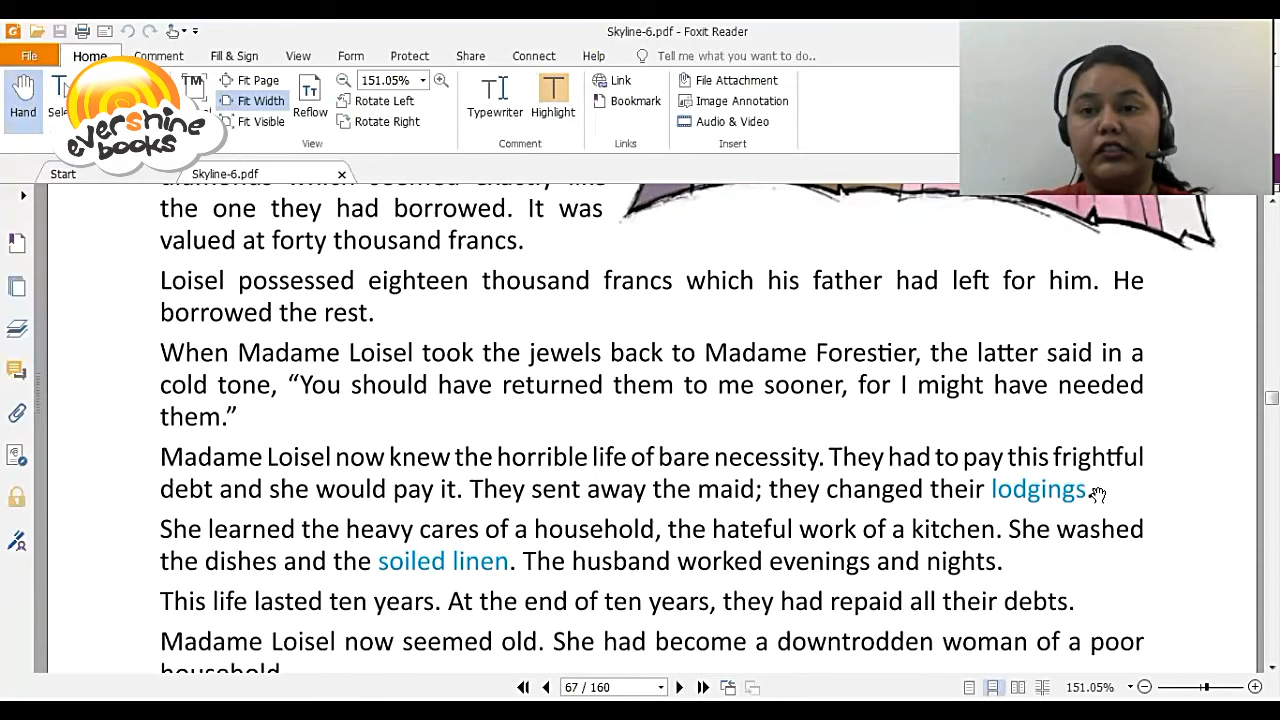 Skyline-6.pdf - Foxit Reader
File Home Comment Fill & Sign View Form Protect Share Connect Help Tell me what you want to do..
Hand
Fit Page
Fit Width
Fit Visible
Reflow
151.05%
Rotate Left
Rotate Right
View
Typewriter
Highlight
Comment
Link
Bookmark
Links
File Attachment
Image Annotation
Audio & Video
Insert
evershine
books
Start Skyline-6.pdf
diamonds which seemed exactly like
the one they had borrowed. It was
valued at forty thousand francs.
Loisel possessed eighteen thousand francs which his father had left for him. He
borrowed the rest.
When Madame Loisel took the jewels back to Madame Forestier, the latter said in a
cold tone, “You should have returned them to me sooner, for I might have needed
them.”
Madame Loisel now knew the horrible life of bare necessity. They had to pay this frightful
debt and she would pay it. They sent away the maid; they changed their lodgings.
She learned the heavy cares of a household, the hateful work of a kitchen. She washed
the dishes and the soiled linen. The husband worked evenings and nights.
This life lasted ten years. At the end of ten years, they had repaid all their debts.
Madame Loisel now seemed old. She had become a downtrodden woman of a poor
household.
67 / 160
151.05%